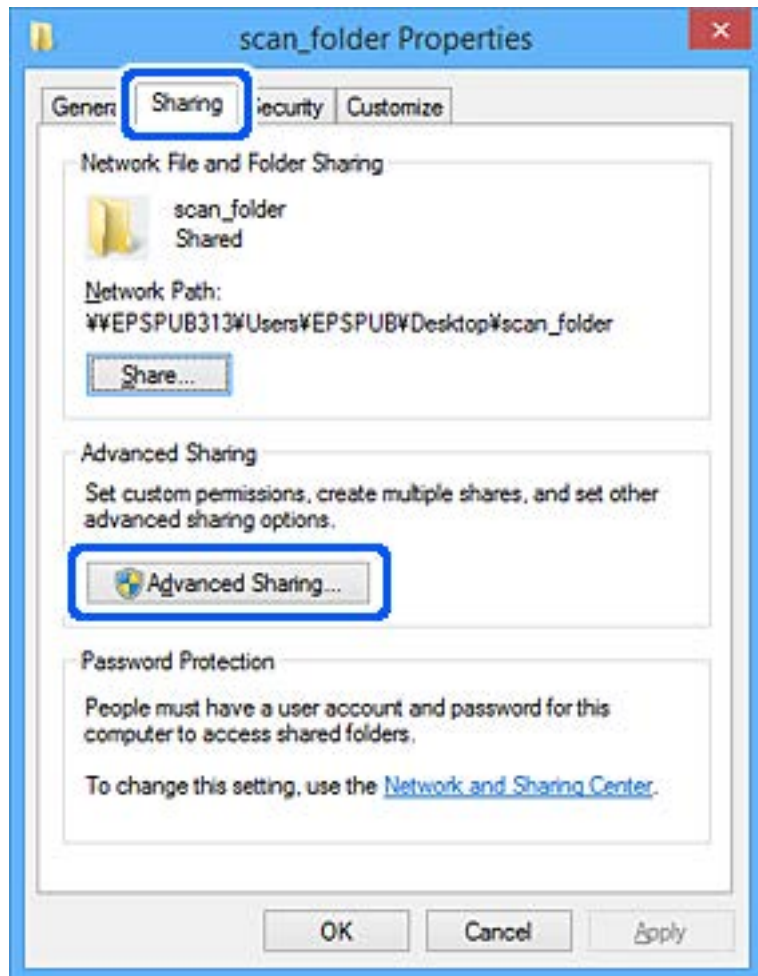 scan_folder Properties
General Sharing Security Customize
Network File and Folder Sharing
scan_folder
Shared
Network Path:
¥¥EPSPUB313¥Users¥EPSPUB¥Desktop¥scan_folder
Share...
Advanced Sharing
Set custom permissions, create multiple shares, and set other
advanced sharing options.
Advanced Sharing...
Password Protection
People must have a user account and password for this
computer to access shared folders.
To change this setting, use the Network and Sharing Center.
OK Cancel Apply